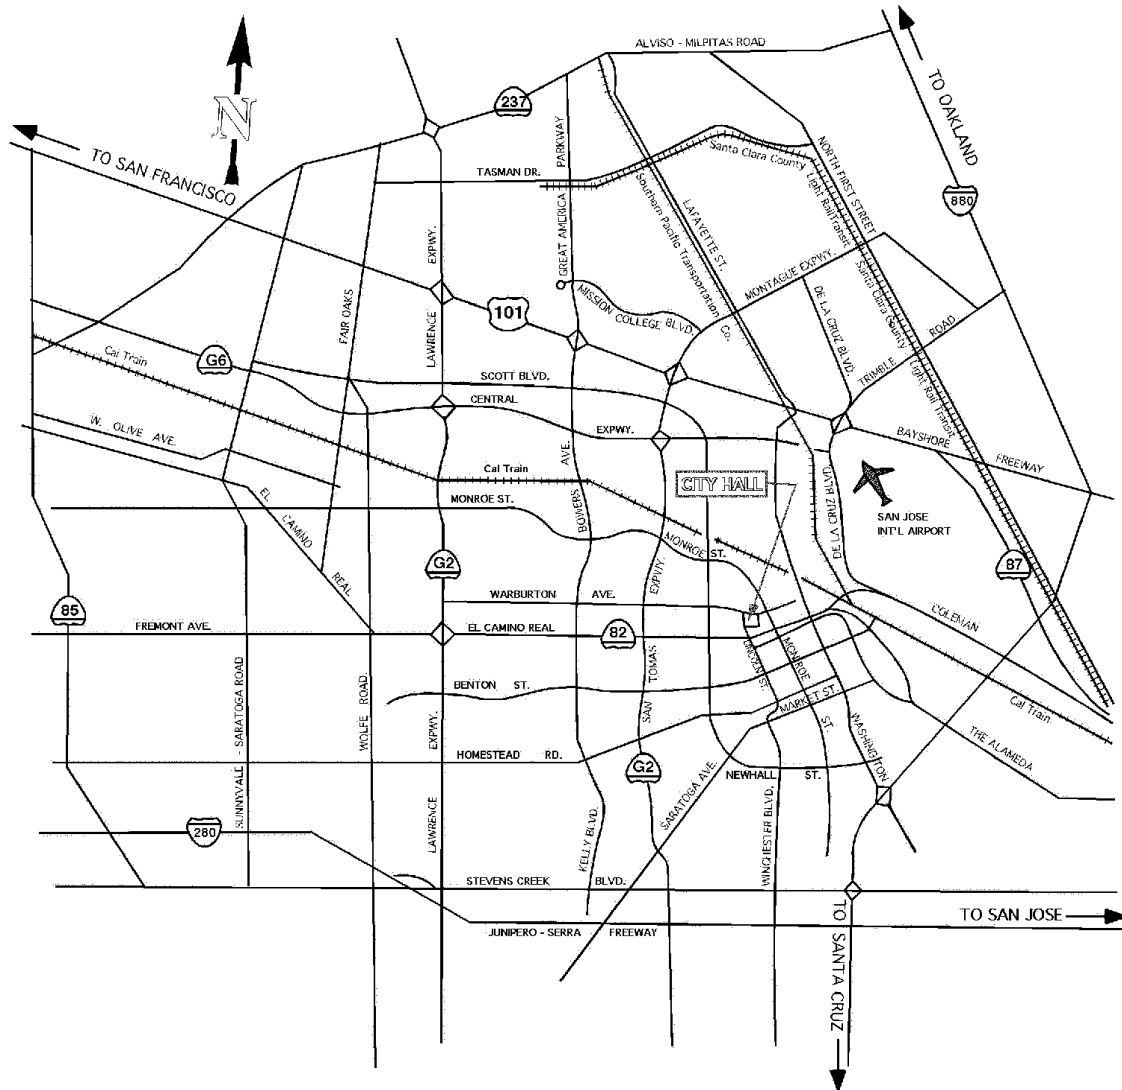 ALVISO - MILPITAS ROAD
TO OAKLAND
N
237
TO SAN FRANCISCO
PARKWAY
TASMAN DR.
Santa Clara County
Light Rail Transit
NORTH FIRST STREET
880
GREAT AMERICA
Southern Pacific Transportation Co.
LAFAYETTE ST.
EXPWY.
LAWRENCE
FAIR OAKS
MONTAGUE EXPWY.
Santa Clara County
Light Rail Transit
101
MISSION COLLEGE BLVD.
DE LA CRUZ BLVD.
TRIMBLE
ROAD
Cal Train
G6
SCOTT BLVD.
CENTRAL
EXPWY.
W. OLIVE AVE.
BAYSHORE
FREEWAY
AVE.
BOWERS
Cal Train
CITY HALL
DE LA CRUZ BLVD.
SAN JOSE
INT'L AIRPORT
MONROE ST.
EL
CAMINO
REAL
MONROE ST.
G2
EXPWY.
87
85
WARBURTON AVE.
COLEMAN
FREMONT AVE.
EL CAMINO REAL
82
TOMAS
SAN
LINCOLN ST.
MONROE
ST.
BENTON ST.
MARKET ST.
Cal Train
SUNNYVALE - SARATOGA ROAD
WOLFE ROAD
EXPWY.
LAWRENCE
WASHINGTON
THE ALAMEDA
HOMESTEAD RD.
G2
NEWHALL ST.
SARATOGA AVE.
WINCHESTER BLVD.
280
KELLY BLVD.
STEVENS CREEK BLVD.
TO SAN JOSE
JUNIPERO - SERRA FREEWAY
TO SANTA CRUZ